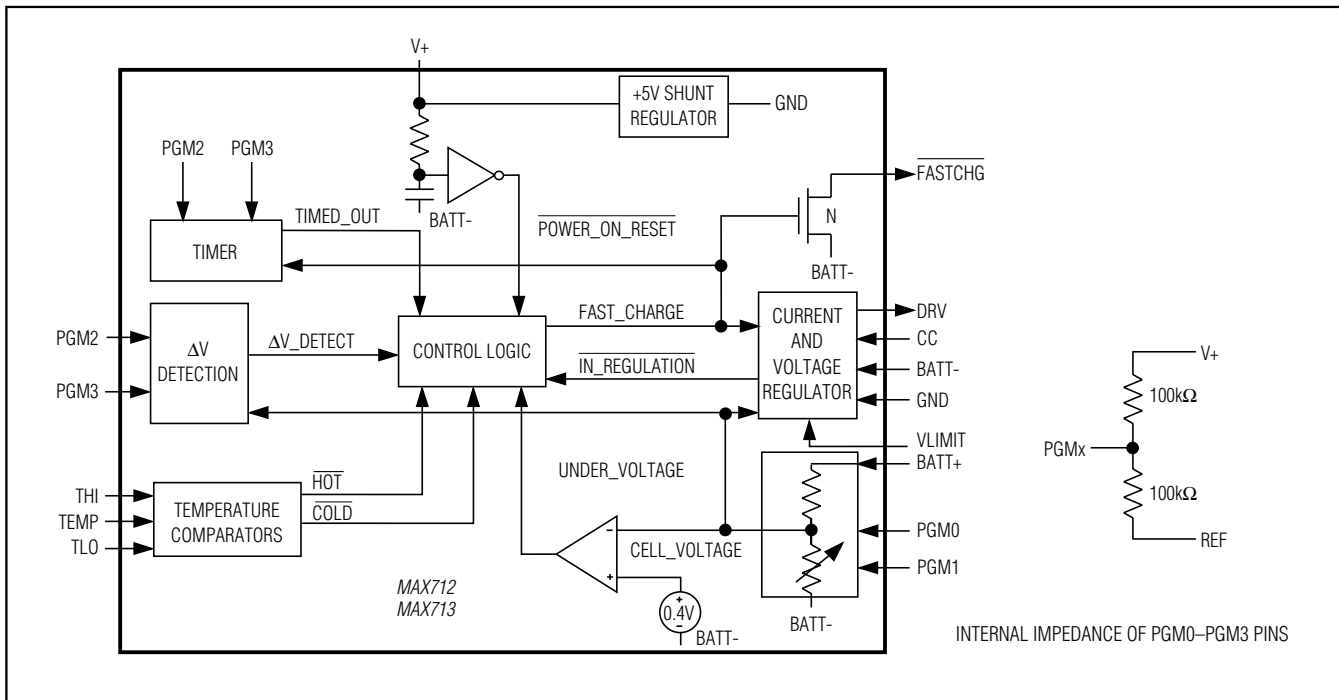 V+
+5V SHUNT
REGULATOR
GND
PGM2
PGM3
FASTCHG
N
BATT-
TIMED_OUT
BATT-
POWER_ON_RESET
TIMER
PGM2
PGM3
ΔV
DETECTION
ΔV_DETECT
CONTROL LOGIC
FAST_CHARGE
IN_REGULATION
CURRENT
AND
VOLTAGE
REGULATOR
DRV
CC
BATT-
GND
VLIMIT
BATT+
V+
100kΩ
PGMx
100kΩ
REF
THI
TEMP
TLO
TEMPERATURE
COMPARATORS
HOT
COLD
UNDER_VOLTAGE
-
+
CELL_VOLTAGE
+
0.4V
-
BATT-
PGM0
PGM1
BATT-
MAX712
MAX713
INTERNAL IMPEDANCE OF PGM0–PGM3 PINS